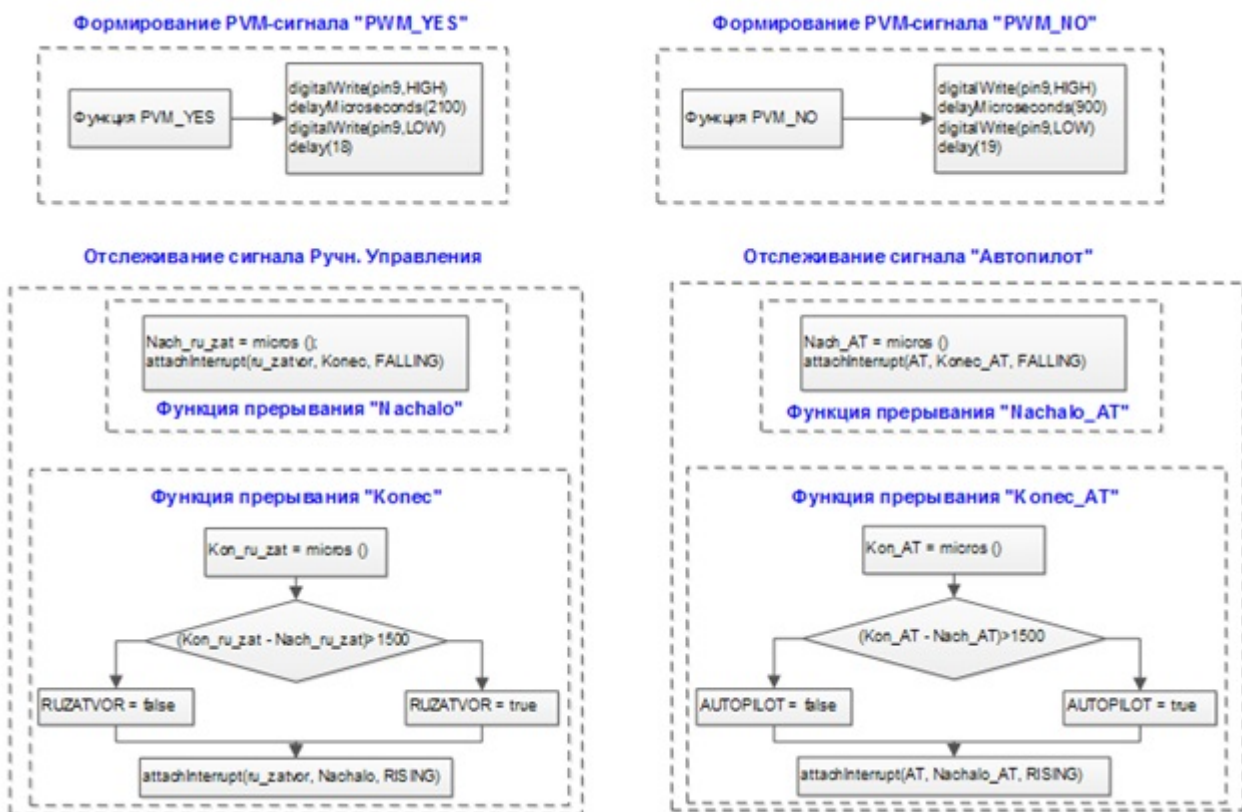 Формирование PVM-сигнала "PWM_YES"
Функция PVM_YES
digitalWrite(pin9,HIGH)
delayMicroseconds(2100)
digitalWrite(pin9,LOW)
delay(18)
Формирование PVM-сигнала "PWM_NO"
Функция PVM_NO
digitalWrite(pin9,HIGH)
delayMicroseconds(900)
digitalWrite(pin9,LOW)
delay(19)
Отслеживание сигнала Ручн. Управления
Nach_ru_zat = micros ();
attachInterrupt(ru_zatvor, Konec, FALLING)
Функция прерывания "Nachalo"
Функция прерывания "Konec"
Kon_ru_zat = micros ()
(Kon_ru_zat - Nach_ru_zat)>1500
RUZATVOR = false
RUZATVOR = true
attachInterrupt(ru_zatvor, Nachalo, RISING)
Отслеживание сигнала "Автопилот"
Nach_AT = micros ()
attachInterrupt(AT, Konec_AT, FALLING)
Функция прерывания "Nachalo_AT"
Функция прерывания "Konec_AT"
Kon_AT = micros ()
(Kon_AT - Nach_AT)>1500
AUTOPILOT = false
AUTOPILOT = true
attachInterrupt(AT, Nachalo_AT, RISING)